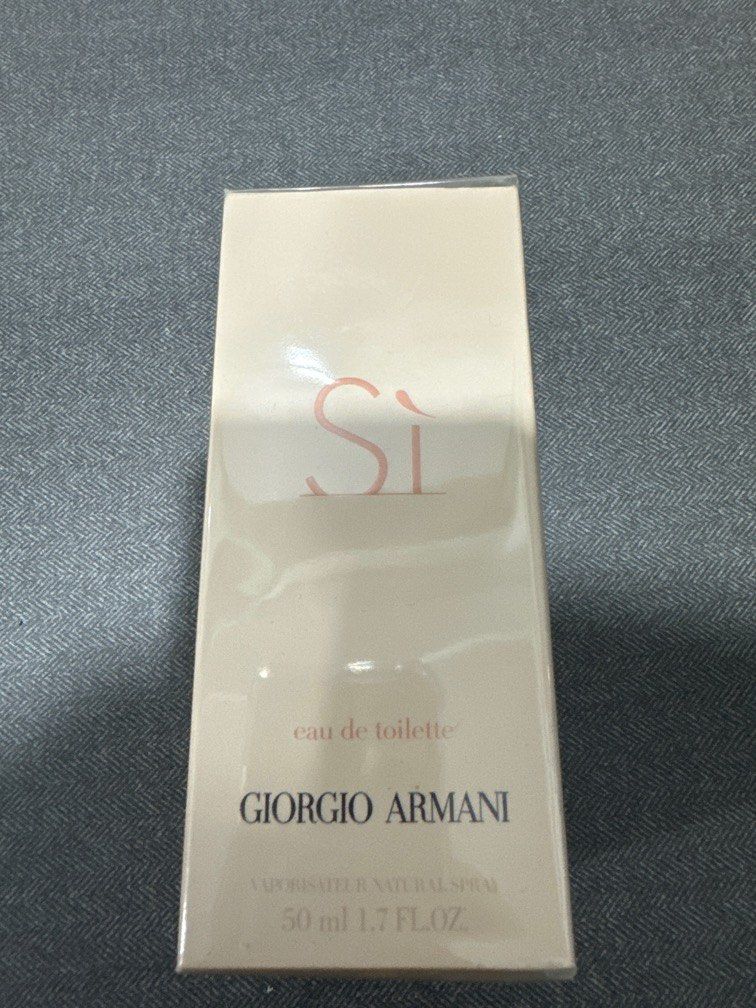 Sì
eau de toilette
GIORGIO ARMANI
VAPORISATEUR NATURAL SPRAY
50 ml 1.7 FL.OZ.